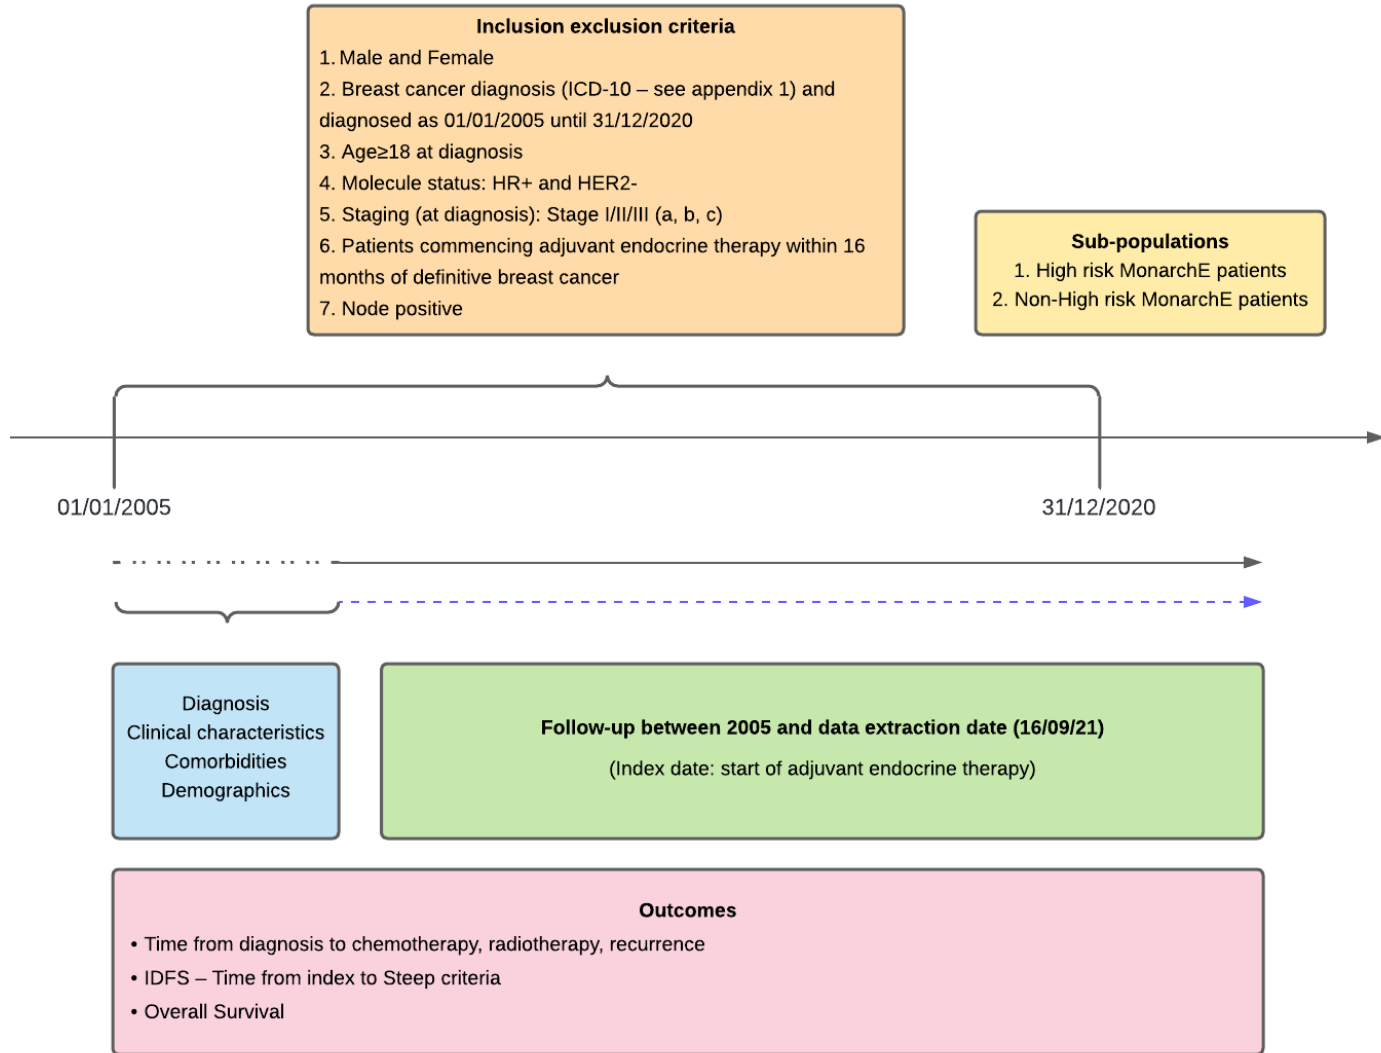 Inclusion exclusion criteria
1. Male and Female
2. Breast cancer diagnosis (ICD-10 – see appendix 1) and
diagnosed as 01/01/2005 until 31/12/2020
3. Age≥18 at diagnosis
4. Molecule status: HR+ and HER2-
5. Staging (at diagnosis): Stage I/II/III (a, b, c)
6. Patients commencing adjuvant endocrine therapy within 16
months of definitive breast cancer
7. Node positive
Sub-populations
1. High risk MonarchE patients
2. Non-High risk MonarchE patients
01/01/2005
31/12/2020
Diagnosis
Clinical characteristics
Comorbidities
Demographics
Follow-up between 2005 and data extraction date (16/09/21)
(Index date: start of adjuvant endocrine therapy)
Outcomes
• Time from diagnosis to chemotherapy, radiotherapy, recurrence
• IDFS – Time from index to Steep criteria
• Overall Survival